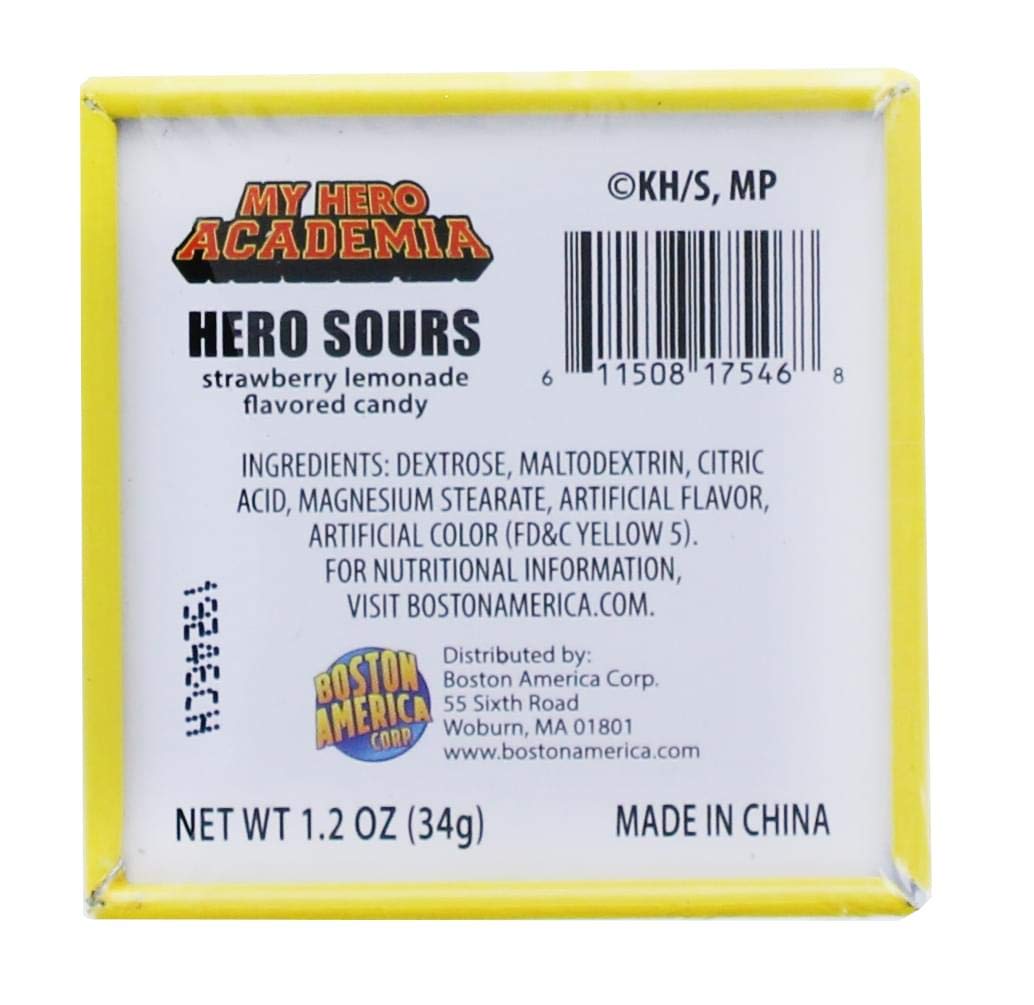 MY HERO
ACADEMIA
HERO SOURS
strawberry lemonade
flavored candy
©KH/S, MP
6 11508 17546 8
INGREDIENTS: DEXTROSE, MALTODEXTRIN, CITRIC
ACID, MAGNESIUM STEARATE, ARTIFICIAL FLAVOR,
ARTIFICIAL COLOR (FD&C YELLOW 5).
FOR NUTRITIONAL INFORMATION,
VISIT BOSTONAMERICA.COM.
BOSTON
AMERICA
CORP
Distributed by:
Boston America Corp.
55 Sixth Road
Woburn, MA 01801
www.bostonamerica.com
NET WT 1.2 OZ (34g)
MADE IN CHINA